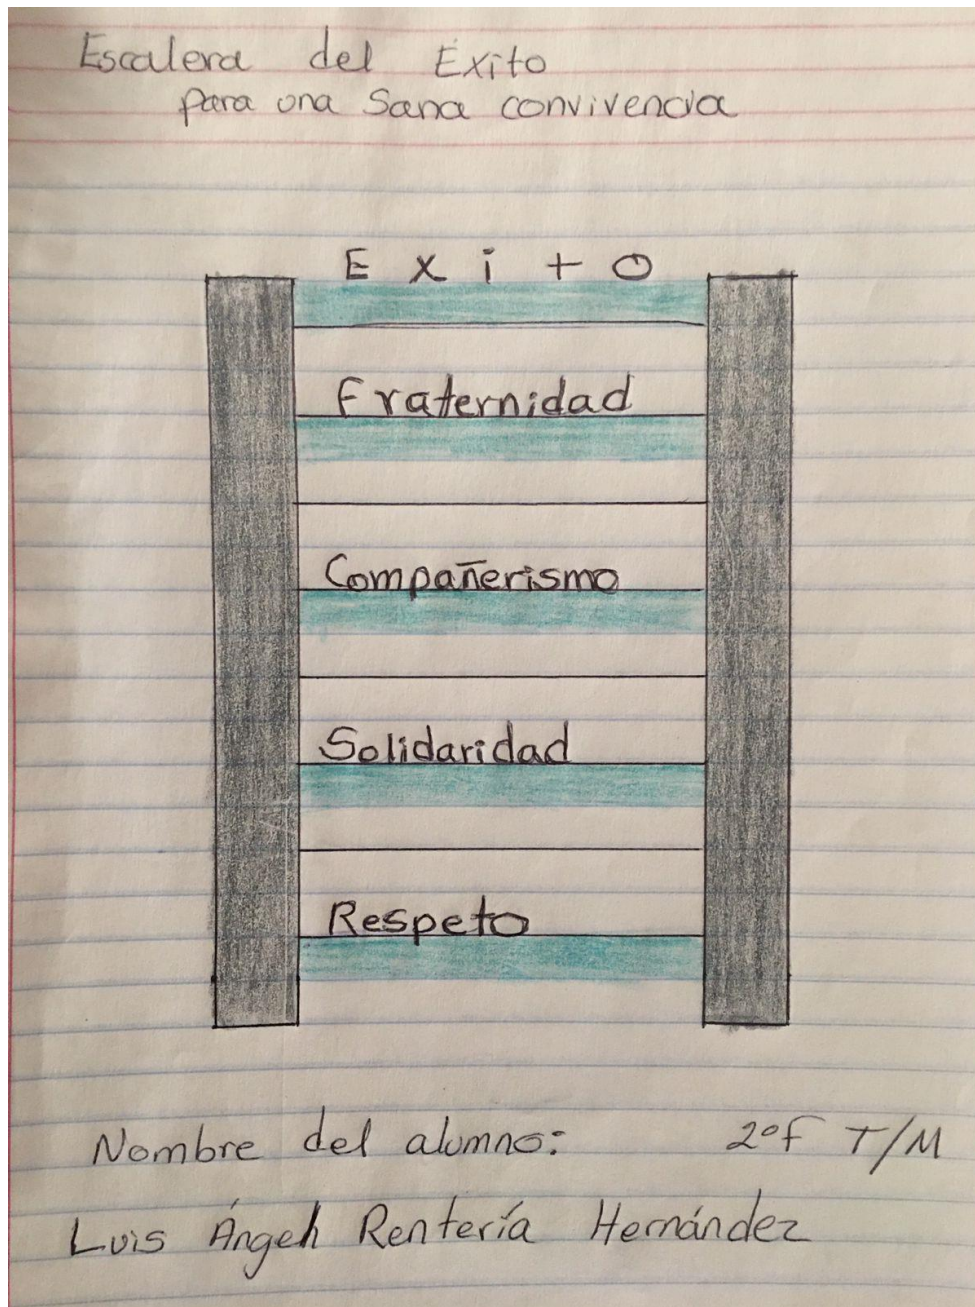 Escalera del Éxito
para una Sana convivencia
Exito
Fraternidad
Compañerismo
Solidaridad
Respeto
Nombre del alumno: 2°F T/M
Luis Ángel Rentería Hernández